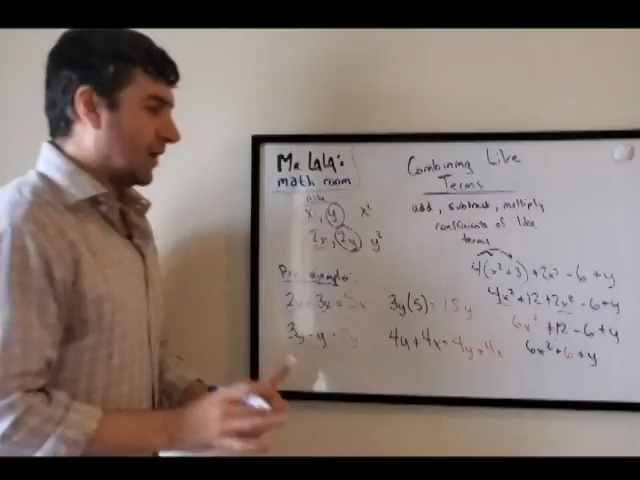 Mr. LALA's
math room
Combining Like
Terms
add, subtract, multiply
coefficients of like
terms
x, y x²
2x, 2y y²
For example:
2x + 3x = 5x
3y - y = 2y
3y(5) = 15y
4y + 4x = 4y + 4x
4(x² + 3) + 2x² - 6 + y
4x² + 12 + 2x² - 6 + y
6x² + 12 - 6 + y
6x² + 6 + y